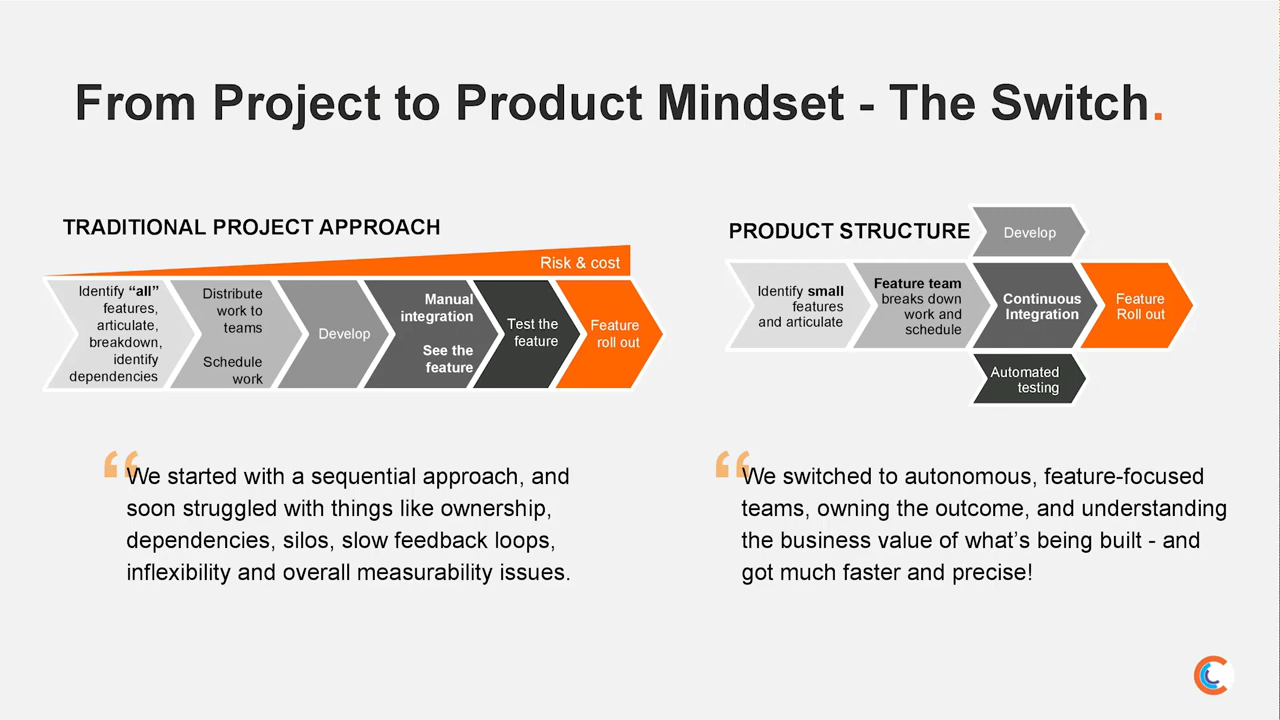 From Project to Product Mindset - The Switch.
TRADITIONAL PROJECT APPROACH
Risk & cost
Identify “all”
features,
articulate,
breakdown,
identify
dependencies
Distribute
work to
teams
Schedule
work
Develop
Manual
integration
See the
feature
Test the
feature
Feature
roll out
“We started with a sequential approach, and
soon struggled with things like ownership,
dependencies, silos, slow feedback loops,
inflexibility and overall measurability issues.
PRODUCT STRUCTURE
Identify small
features
and articulate
Feature team
breaks down
work and
schedule
Develop
Continuous
Integration
Automated
testing
Feature
Roll out
“We switched to autonomous, feature-focused
teams, owning the outcome, and understanding
the business value of what’s being built - and
got much faster and precise!